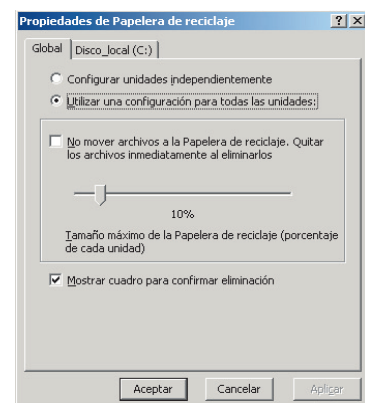 Propiedades de Papelera de reciclaje
Global
Disco_local (C:)
Configurar unidades independientemente
Utilizar una configuración para todas las unidades:
No mover archivos a la Papelera de reciclaje. Quitar
los archivos inmediatamente al eliminarlos
10%
Tamaño máximo de la Papelera de reciclaje (porcentaje
de cada unidad)
Mostrar cuadro para confirmar eliminación
Aceptar
Cancelar
Aplicar